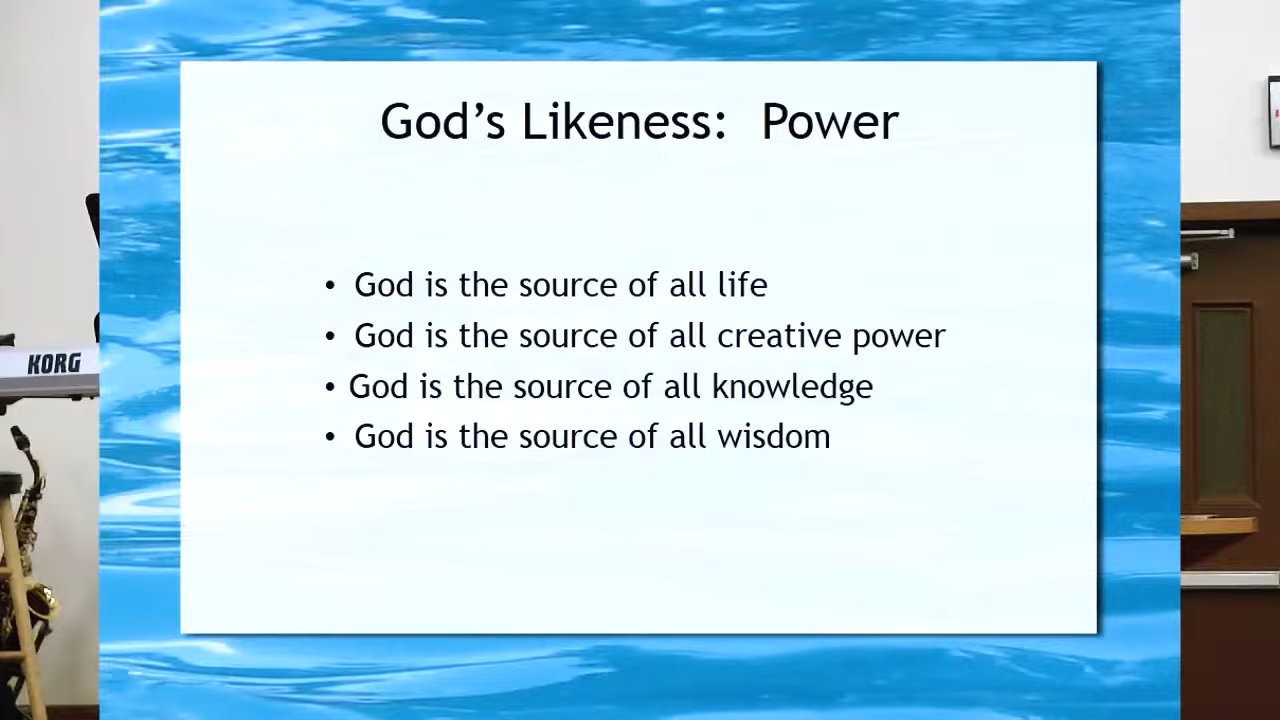 God’s Likeness:  Power
• God is the source of all life
• God is the source of all creative power
• God is the source of all knowledge
• God is the source of all wisdom
KORG